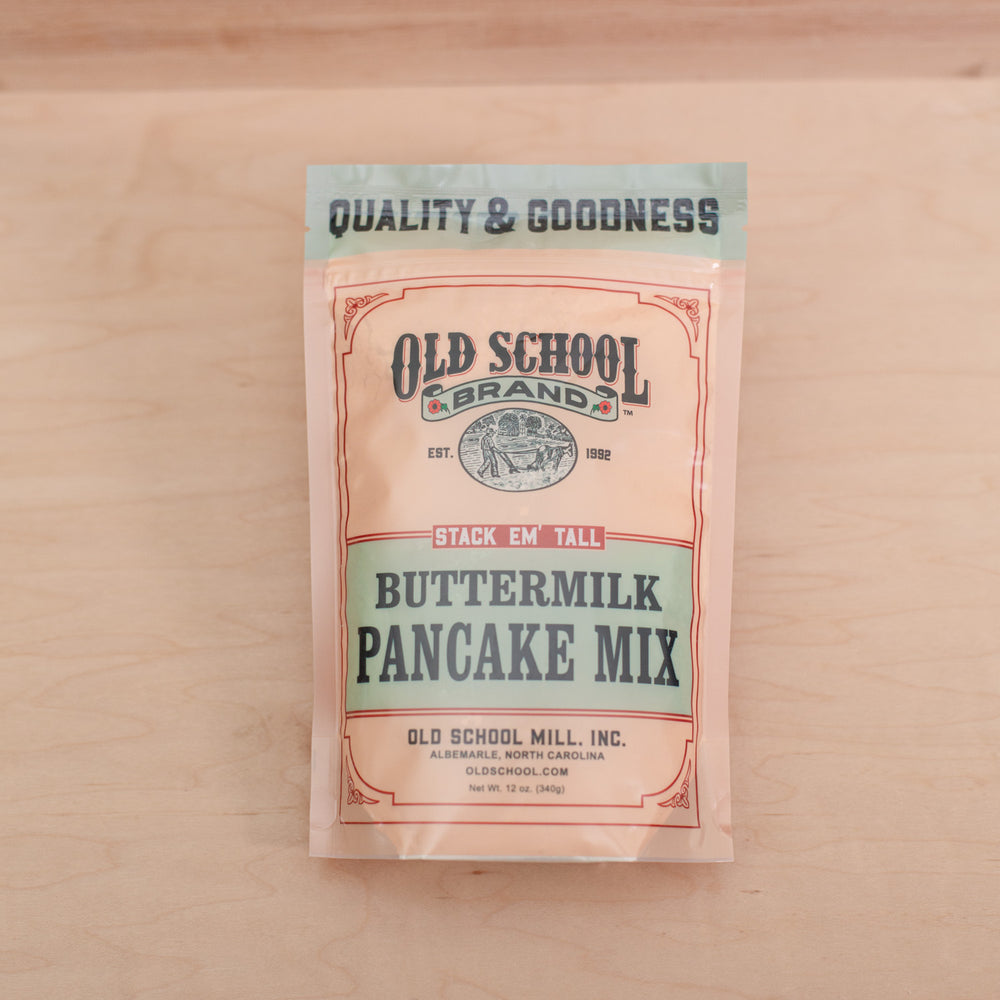 QUALITY & GOODNESS
OLD SCHOOL
BRAND
™
EST. 1992
STACK EM' TALL
BUTTERMILK
PANCAKE MIX
OLD SCHOOL MILL, INC.
ALBEMARLE, NORTH CAROLINA
OLDSCHOOL.COM
Net Wt. 12 oz. (340g)